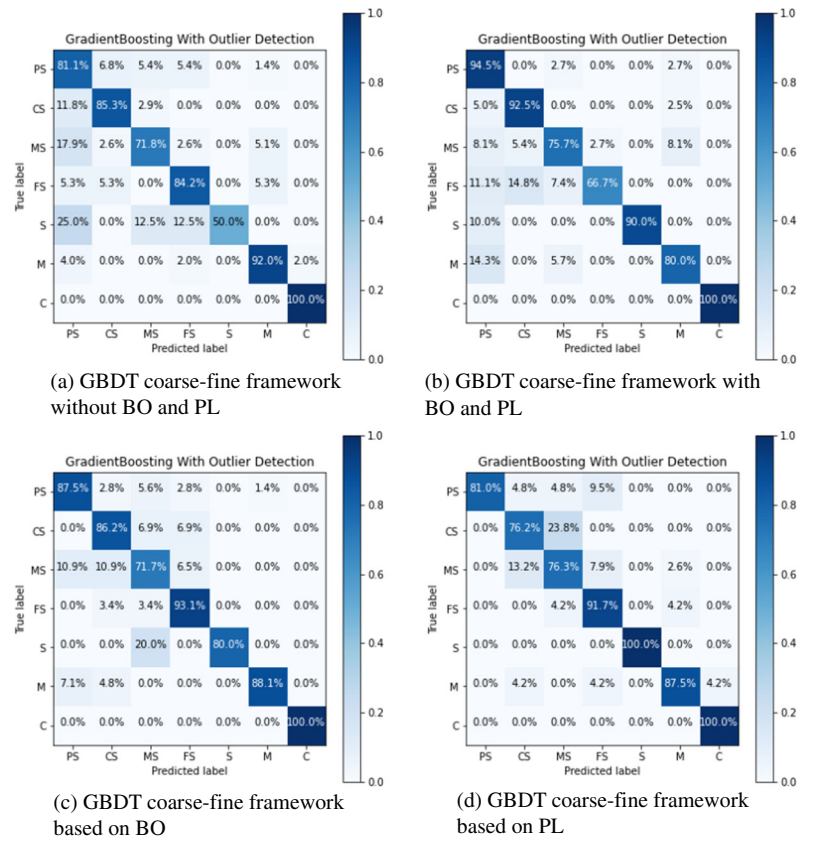 GradientBoosting With Outlier Detection
PS 81.1% 6.8% 5.4% 5.4% 0.0% 1.4% 0.0%
CS 11.8% 85.3% 2.9% 0.0% 0.0% 0.0% 0.0%
MS 17.9% 2.6% 71.8% 2.6% 0.0% 5.1% 0.0%
FS 5.3% 5.3% 0.0% 84.2% 0.0% 5.3% 0.0%
S 25.0% 0.0% 12.5% 12.5% 50.0% 0.0% 0.0%
M 4.0% 0.0% 0.0% 2.0% 0.0% 92.0% 2.0%
C 0.0% 0.0% 0.0% 0.0% 0.0% 0.0% 100.0%
PS CS MS FS S M C
Predicted label
True label
1.0
0.8
0.6
0.4
0.2
0.0
(a) GBDT coarse-fine framework
without BO and PL
GradientBoosting With Outlier Detection
PS 94.5% 0.0% 2.7% 0.0% 0.0% 2.7% 0.0%
CS 5.0% 92.5% 0.0% 0.0% 0.0% 2.5% 0.0%
MS 8.1% 5.4% 75.7% 2.7% 0.0% 8.1% 0.0%
FS 11.1% 14.8% 7.4% 66.7% 0.0% 0.0% 0.0%
S 10.0% 0.0% 0.0% 0.0% 90.0% 0.0% 0.0%
M 14.3% 0.0% 5.7% 0.0% 0.0% 80.0% 0.0%
C 0.0% 0.0% 0.0% 0.0% 0.0% 0.0% 100.0%
PS CS MS FS S M C
Predicted label
True label
1.0
0.8
0.6
0.4
0.2
0.0
(b) GBDT coarse-fine framework with
BO and PL
GradientBoosting With Outlier Detection
PS 87.5% 2.8% 5.6% 2.8% 0.0% 1.4% 0.0%
CS 0.0% 86.2% 6.9% 6.9% 0.0% 0.0% 0.0%
MS 10.9% 10.9% 71.7% 6.5% 0.0% 0.0% 0.0%
FS 0.0% 3.4% 3.4% 93.1% 0.0% 0.0% 0.0%
S 0.0% 0.0% 20.0% 0.0% 80.0% 0.0% 0.0%
M 7.1% 4.8% 0.0% 0.0% 0.0% 88.1% 0.0%
C 0.0% 0.0% 0.0% 0.0% 0.0% 0.0% 100.0%
PS CS MS FS S M C
Predicted label
True label
1.0
0.8
0.6
0.4
0.2
0.0
(c) GBDT coarse-fine framework
based on BO
GradientBoosting With Outlier Detection
PS 81.0% 4.8% 4.8% 9.5% 0.0% 0.0% 0.0%
CS 0.0% 76.2% 23.8% 0.0% 0.0% 0.0% 0.0%
MS 0.0% 13.2% 76.3% 7.9% 0.0% 2.6% 0.0%
FS 0.0% 0.0% 4.2% 91.7% 0.0% 4.2% 0.0%
S 0.0% 0.0% 0.0% 0.0% 100.0% 0.0% 0.0%
M 0.0% 4.2% 0.0% 4.2% 0.0% 87.5% 4.2%
C 0.0% 0.0% 0.0% 0.0% 0.0% 0.0% 100.0%
PS CS MS FS S M C
Predicted label
True label
1.0
0.8
0.6
0.4
0.2
0.0
(d) GBDT coarse-fine framework
based on PL